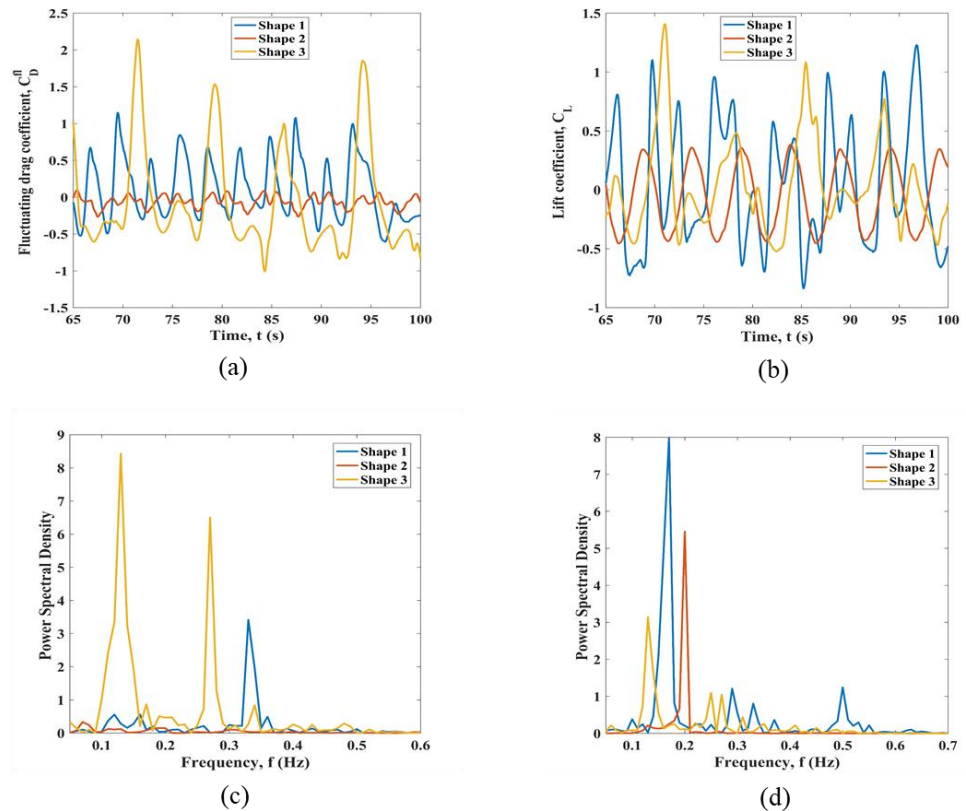 2.5
2
1.5
1
0.5
0
-0.5
-1
-1.5
Fluctuating drag coefficient, C_D^fl
Shape 1
Shape 2
Shape 3
65 70 75 80 85 90 95 100
Time, t (s)
(a)
1.5
1
0.5
0
-0.5
-1
Lift coefficient, C_L
Shape 1
Shape 2
Shape 3
65 70 75 80 85 90 95 100
Time, t (s)
(b)
9
8
7
6
5
4
3
2
1
0
Power Spectral Density
Shape 1
Shape 2
Shape 3
0.1 0.2 0.3 0.4 0.5 0.6
Frequency, f (Hz)
(c)
8
7
6
5
4
3
2
1
0
Power Spectral Density
Shape 1
Shape 2
Shape 3
0.1 0.2 0.3 0.4 0.5 0.6 0.7
Frequency, f (Hz)
(d)